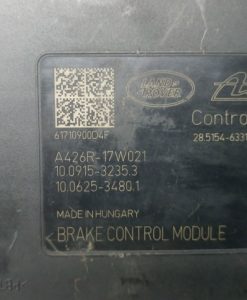 LAND
ROVER
Contro
6171090004F
28.5154-6331
A426R-17W021
10.0915-3235.3
10.0625-3480.1
MADE IN HUNGARY
BRAKE CONTROL MODULE